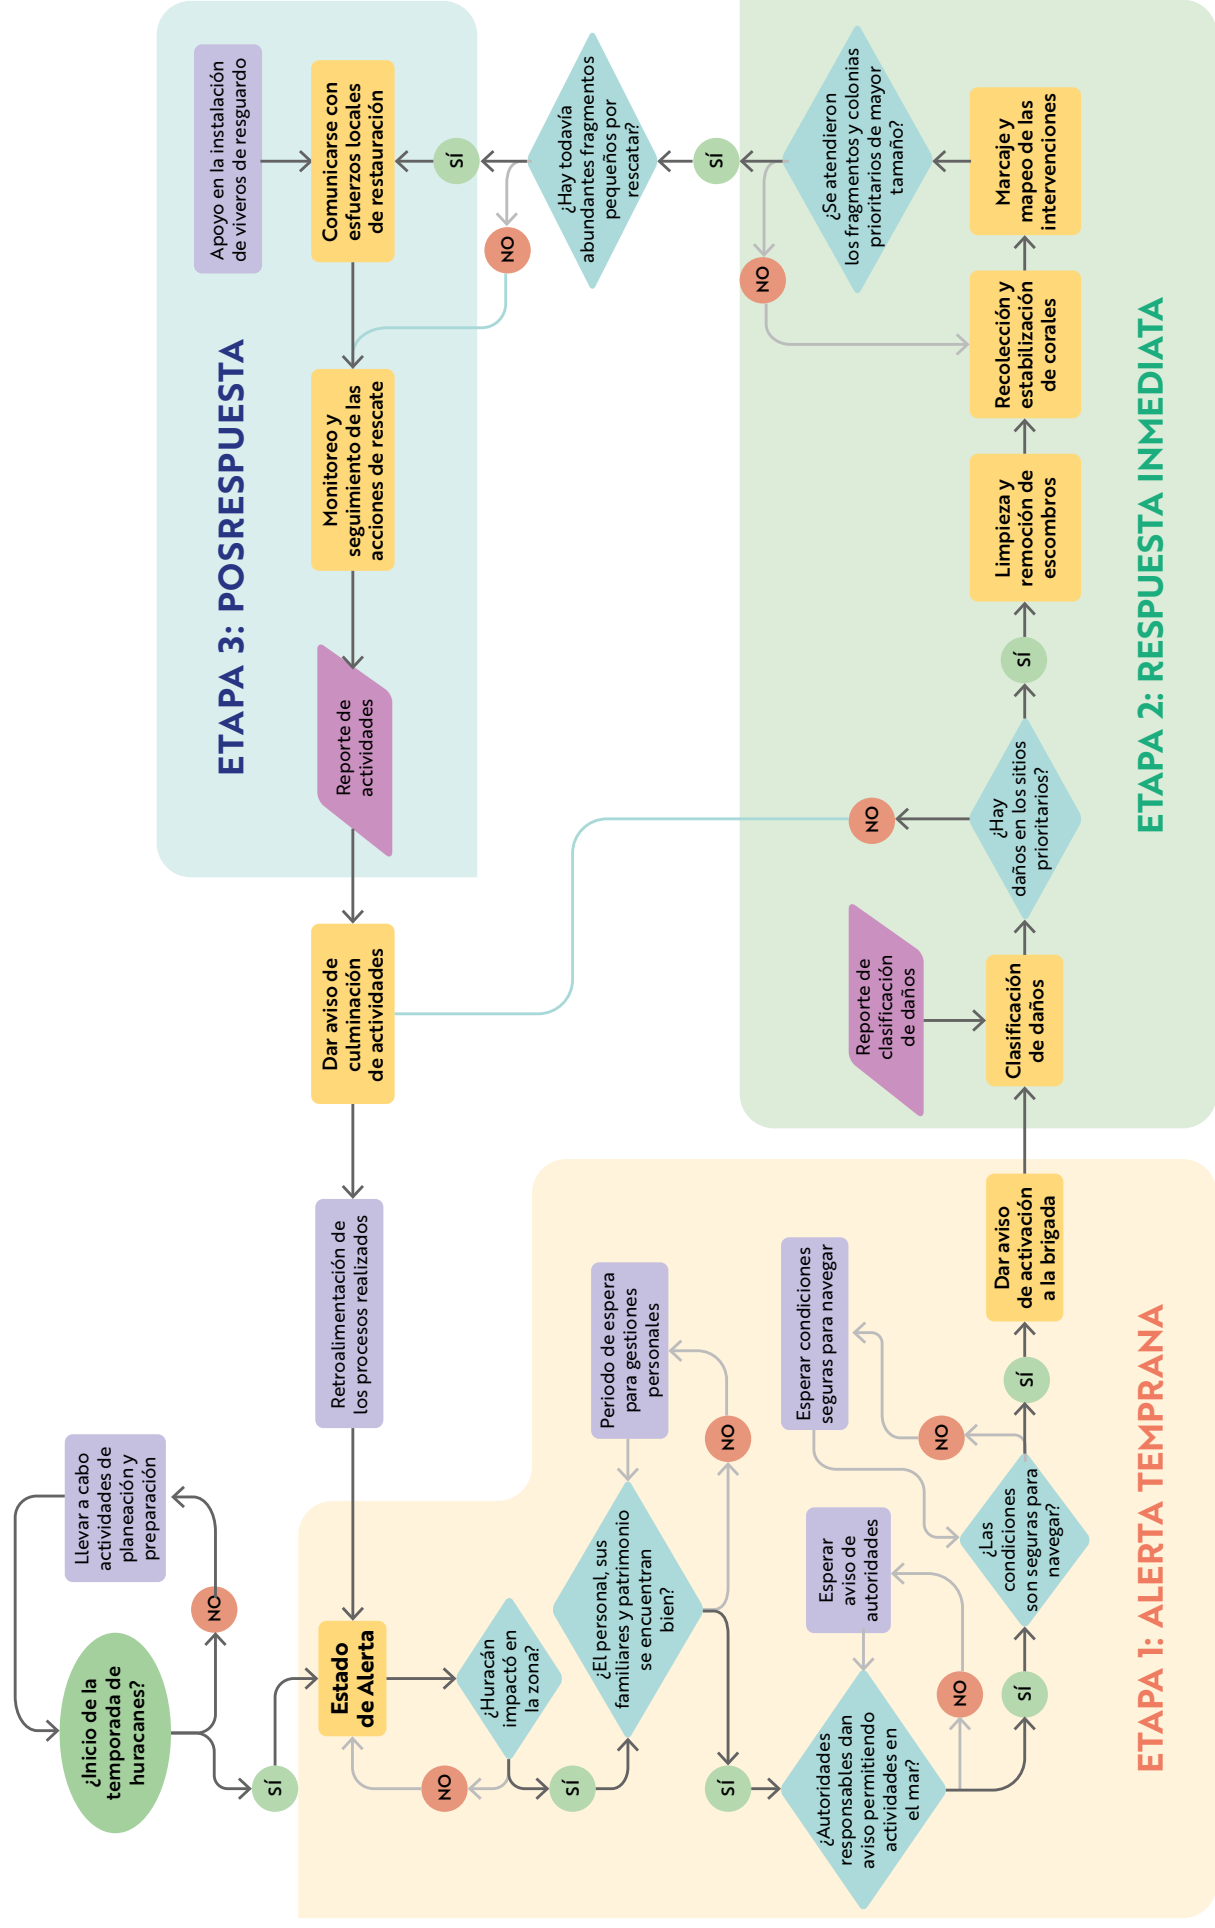 ¿Inicio de la
temporada de
huracanes?
NO
Llevar a cabo
actividades de
planeación y
preparación
SÍ
Estado
de Alerta
¿Huracán
impactó en
la zona?
NO
SÍ
¿El personal, sus
familiares y patrimonio
se encuentran
bien?
NO
Periodo de espera
para gestiones
personales
SÍ
¿Autoridades
responsables dan
aviso permitiendo
actividades en
el mar?
NO
Esperar
aviso de
autoridades
SÍ
¿Las
condiciones
son seguras para
navegar?
NO
Esperar condiciones
seguras para navegar
SÍ
Dar aviso
de activación
a la brigada
ETAPA 1: ALERTA TEMPRANA
Reporte de
clasificación
de daños
Clasificación
de daños
¿Hay
daños en los sitios
prioritarios?
NO
SÍ
Limpieza y
remoción de
escombros
Recolección y
estabilización
de corales
Marcaje y
mapeo de las
intervenciones
¿Se atendieron
los fragmentos y colonias
prioritarios de mayor
tamaño?
NO
SÍ
ETAPA 2: RESPUESTA INMEDIATA
¿Hay todavía
abundantes fragmentos
pequeños por
rescatar?
NO
SÍ
Apoyo en la instalación
de viveros de resguardo
Comunicarse con
esfuerzos locales
de restauración
Monitoreo y
seguimiento de las
acciones de rescate
Reporte de
actividades
ETAPA 3: POSRESPUESTA
Dar aviso de
culminación
de actividades
Retroalimentación de
los procesos realizados